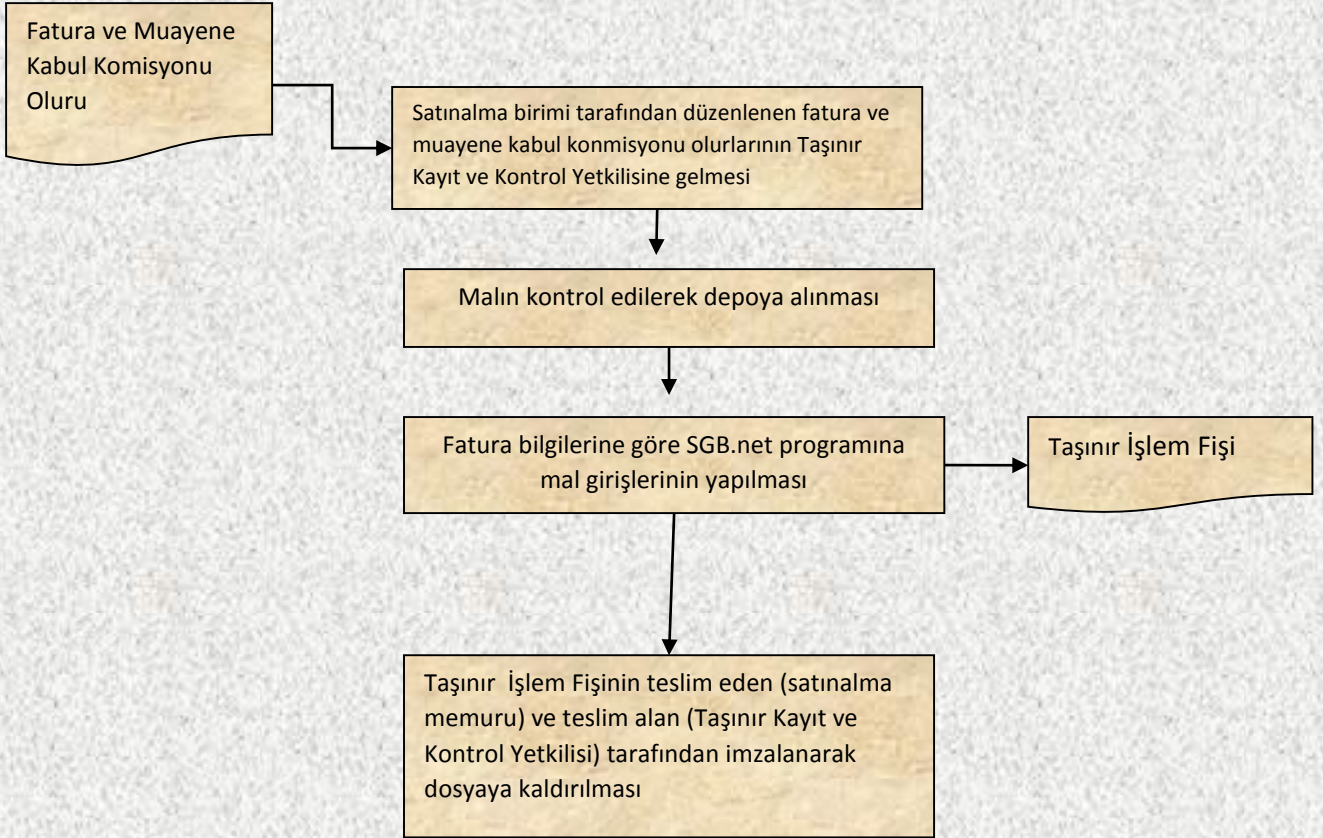 Fatura ve Muayene
Kabul Komisyonu
Oluru
Satınalma birimi tarafından düzenlenen fatura ve
muayene kabul konmisyonu olurlarının Taşınır
Kayıt ve Kontrol Yetkilisine gelmesi
Malın kontrol edilerek depoya alınması
Fatura bilgilerine göre SGB.net programına
mal girişlerinin yapılması
Taşınır İşlem Fişi
Taşınır İşlem Fişinin teslim eden (satınalma
memuru) ve teslim alan (Taşınır Kayıt ve
Kontrol Yetkilisi) tarafından imzalanarak
dosyaya kaldırılması